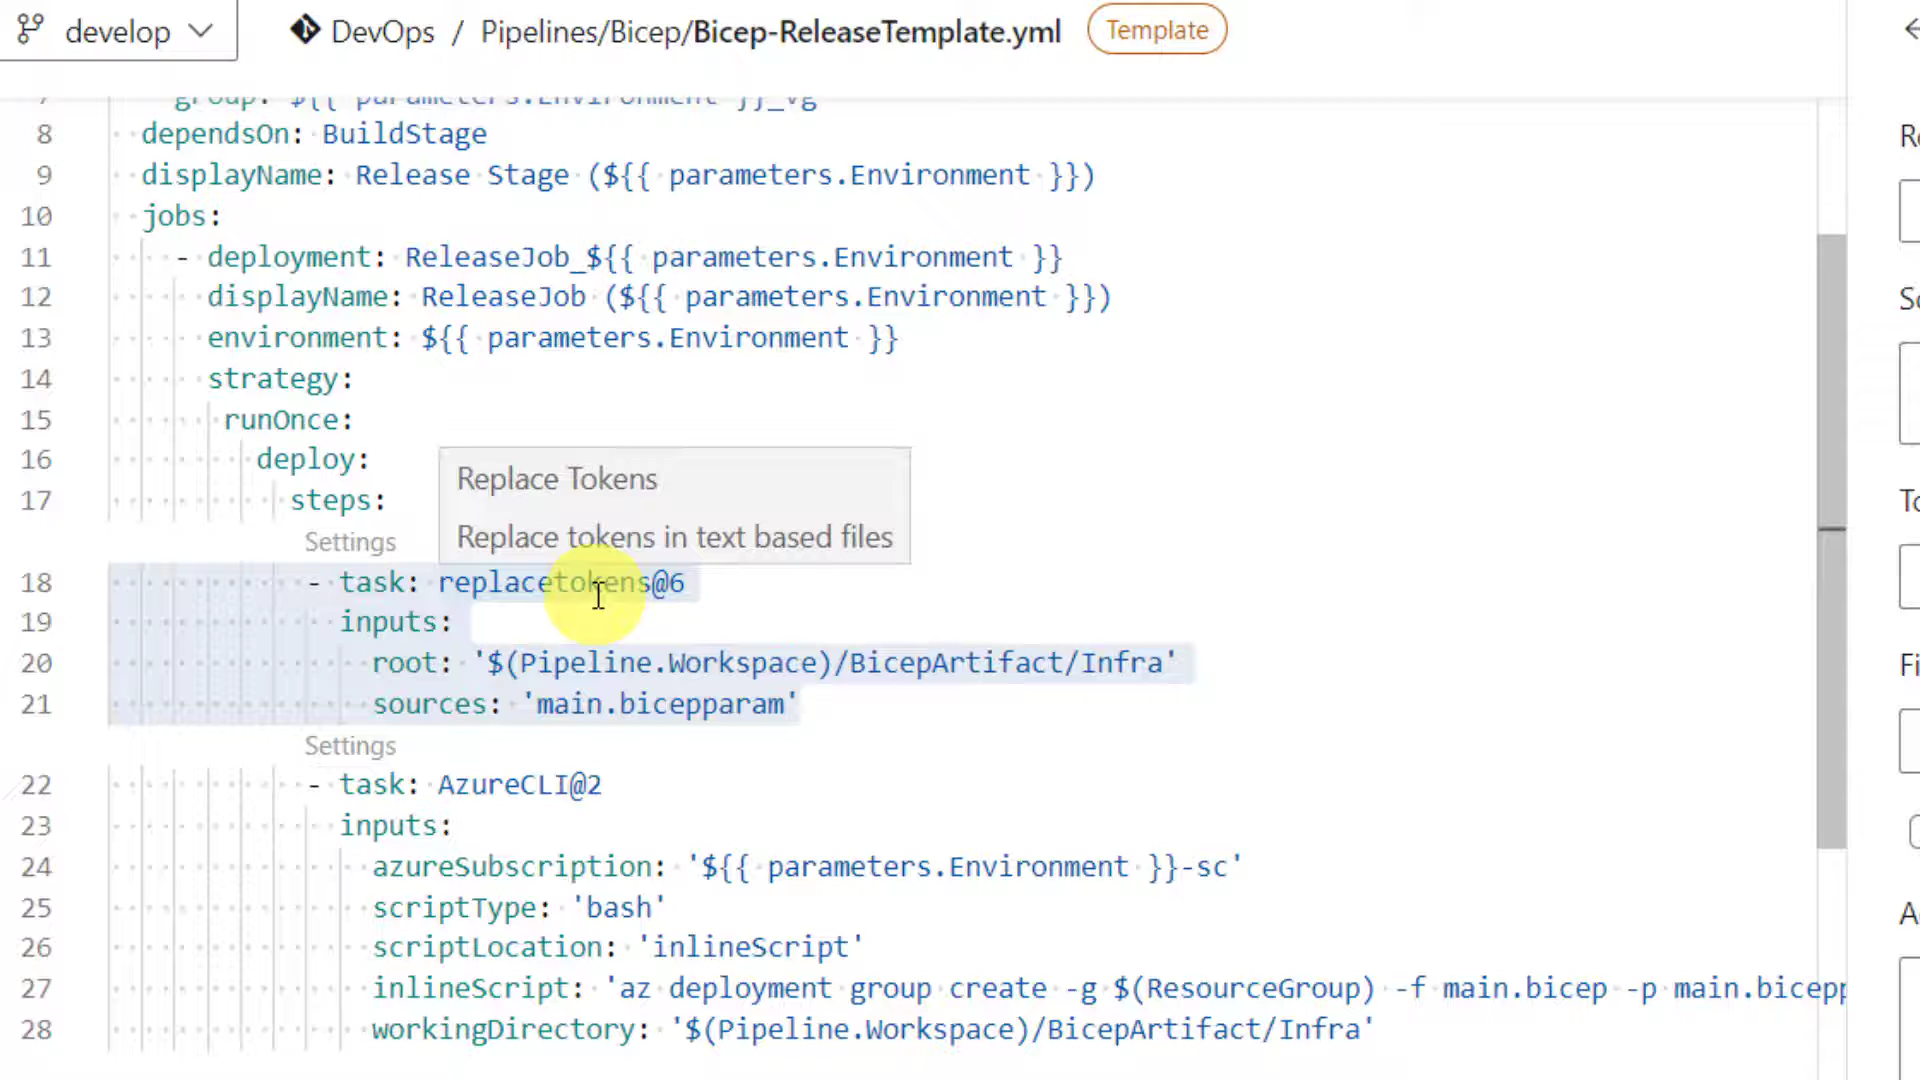 develop
DevOps / Pipelines/Bicep/Bicep-ReleaseTemplate.yml
Template
7 group: ${{ parameters.Environment }}_vg
8 dependsOn: BuildStage
9 displayName: Release Stage (${{ parameters.Environment }})
10 jobs:
11 - deployment: ReleaseJob_${{ parameters.Environment }}
12 displayName: ReleaseJob (${{ parameters.Environment }})
13 environment: ${{ parameters.Environment }}
14 strategy:
15 runOnce:
16 deploy:
17 steps:
Replace Tokens
Replace tokens in text based files
Settings
18 - task: replacetokens@6
19 inputs:
20 root: '$(Pipeline.Workspace)/BicepArtifact/Infra'
21 sources: 'main.bicepparam'
Settings
22 - task: AzureCLI@2
23 inputs:
24 azureSubscription: '${{ parameters.Environment }}-sc'
25 scriptType: 'bash'
26 scriptLocation: 'inlineScript'
27 inlineScript: 'az deployment group create -g $(ResourceGroup) -f main.bicep -p main.bicepp
28 workingDirectory: '$(Pipeline.Workspace)/BicepArtifact/Infra'